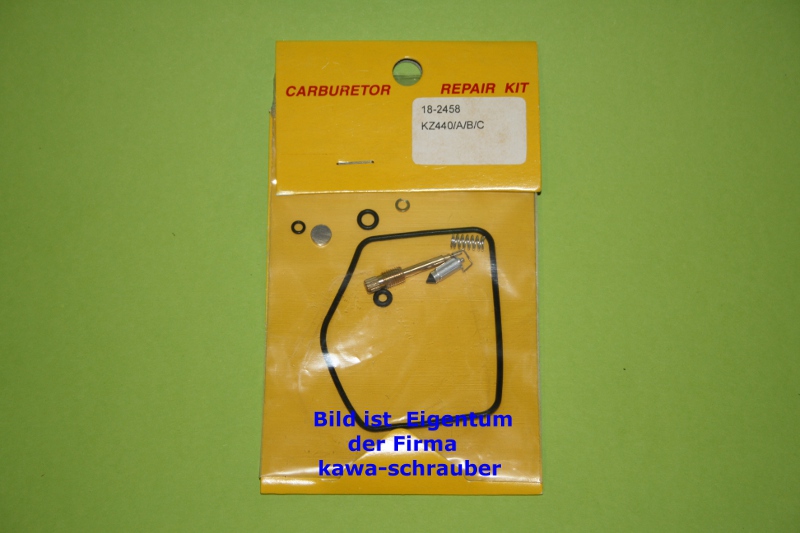 CARBURETOR REPAIR KIT
18-2458
KZ440/A/B/C
Bild ist Eigentum
der Firma
kawa-schrauber